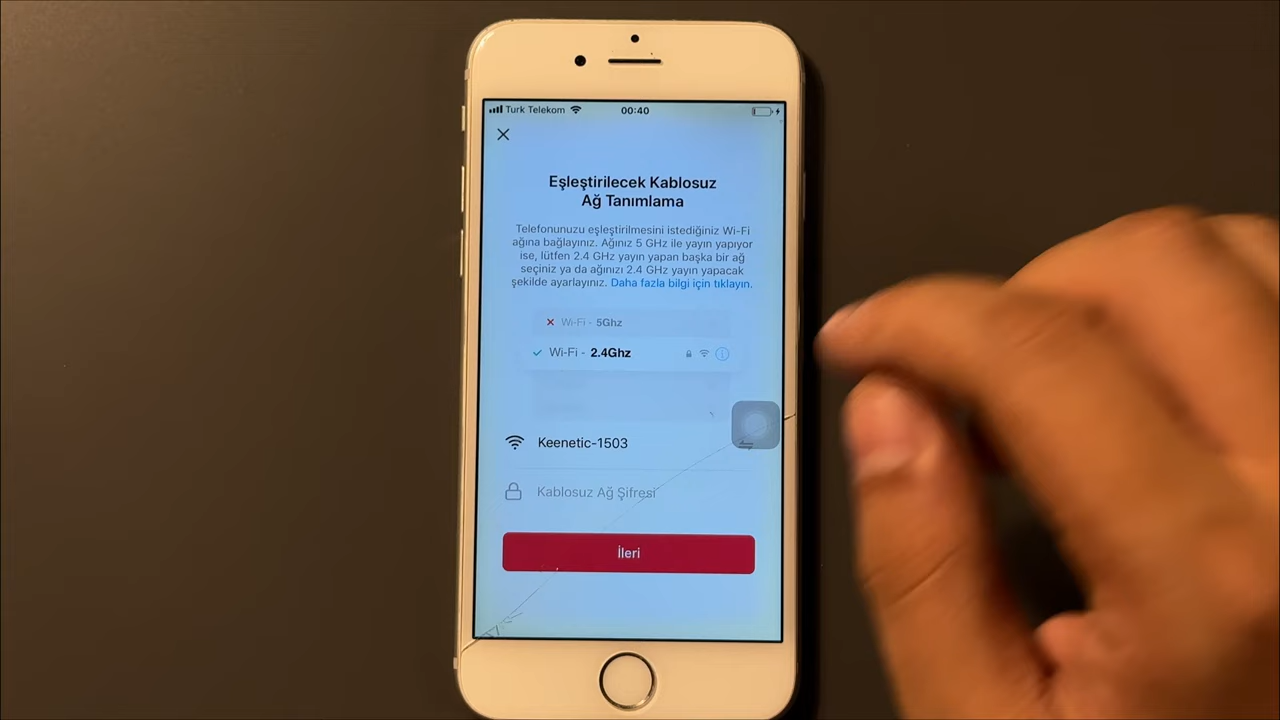 Turk Telekom 00:40
Eşleştirilecek Kablosuz
Ağ Tanımlama
Telefonunuzu eşleştirilmesini istediğiniz Wi-Fi
ağına bağlayınız. Ağınız 5 GHz ile yayın yapıyor
ise, lütfen 2.4 GHz yayın yapan başka bir ağ
seçiniz ya da ağınızı 2.4 GHz yayın yapacak
şekilde ayarlayınız. Daha fazla bilgi için tıklayın.
Wi-Fi - 5Ghz
Wi-Fi - 2.4Ghz
Keenetic-1503
Kablosuz Ağ Şifresi
İleri